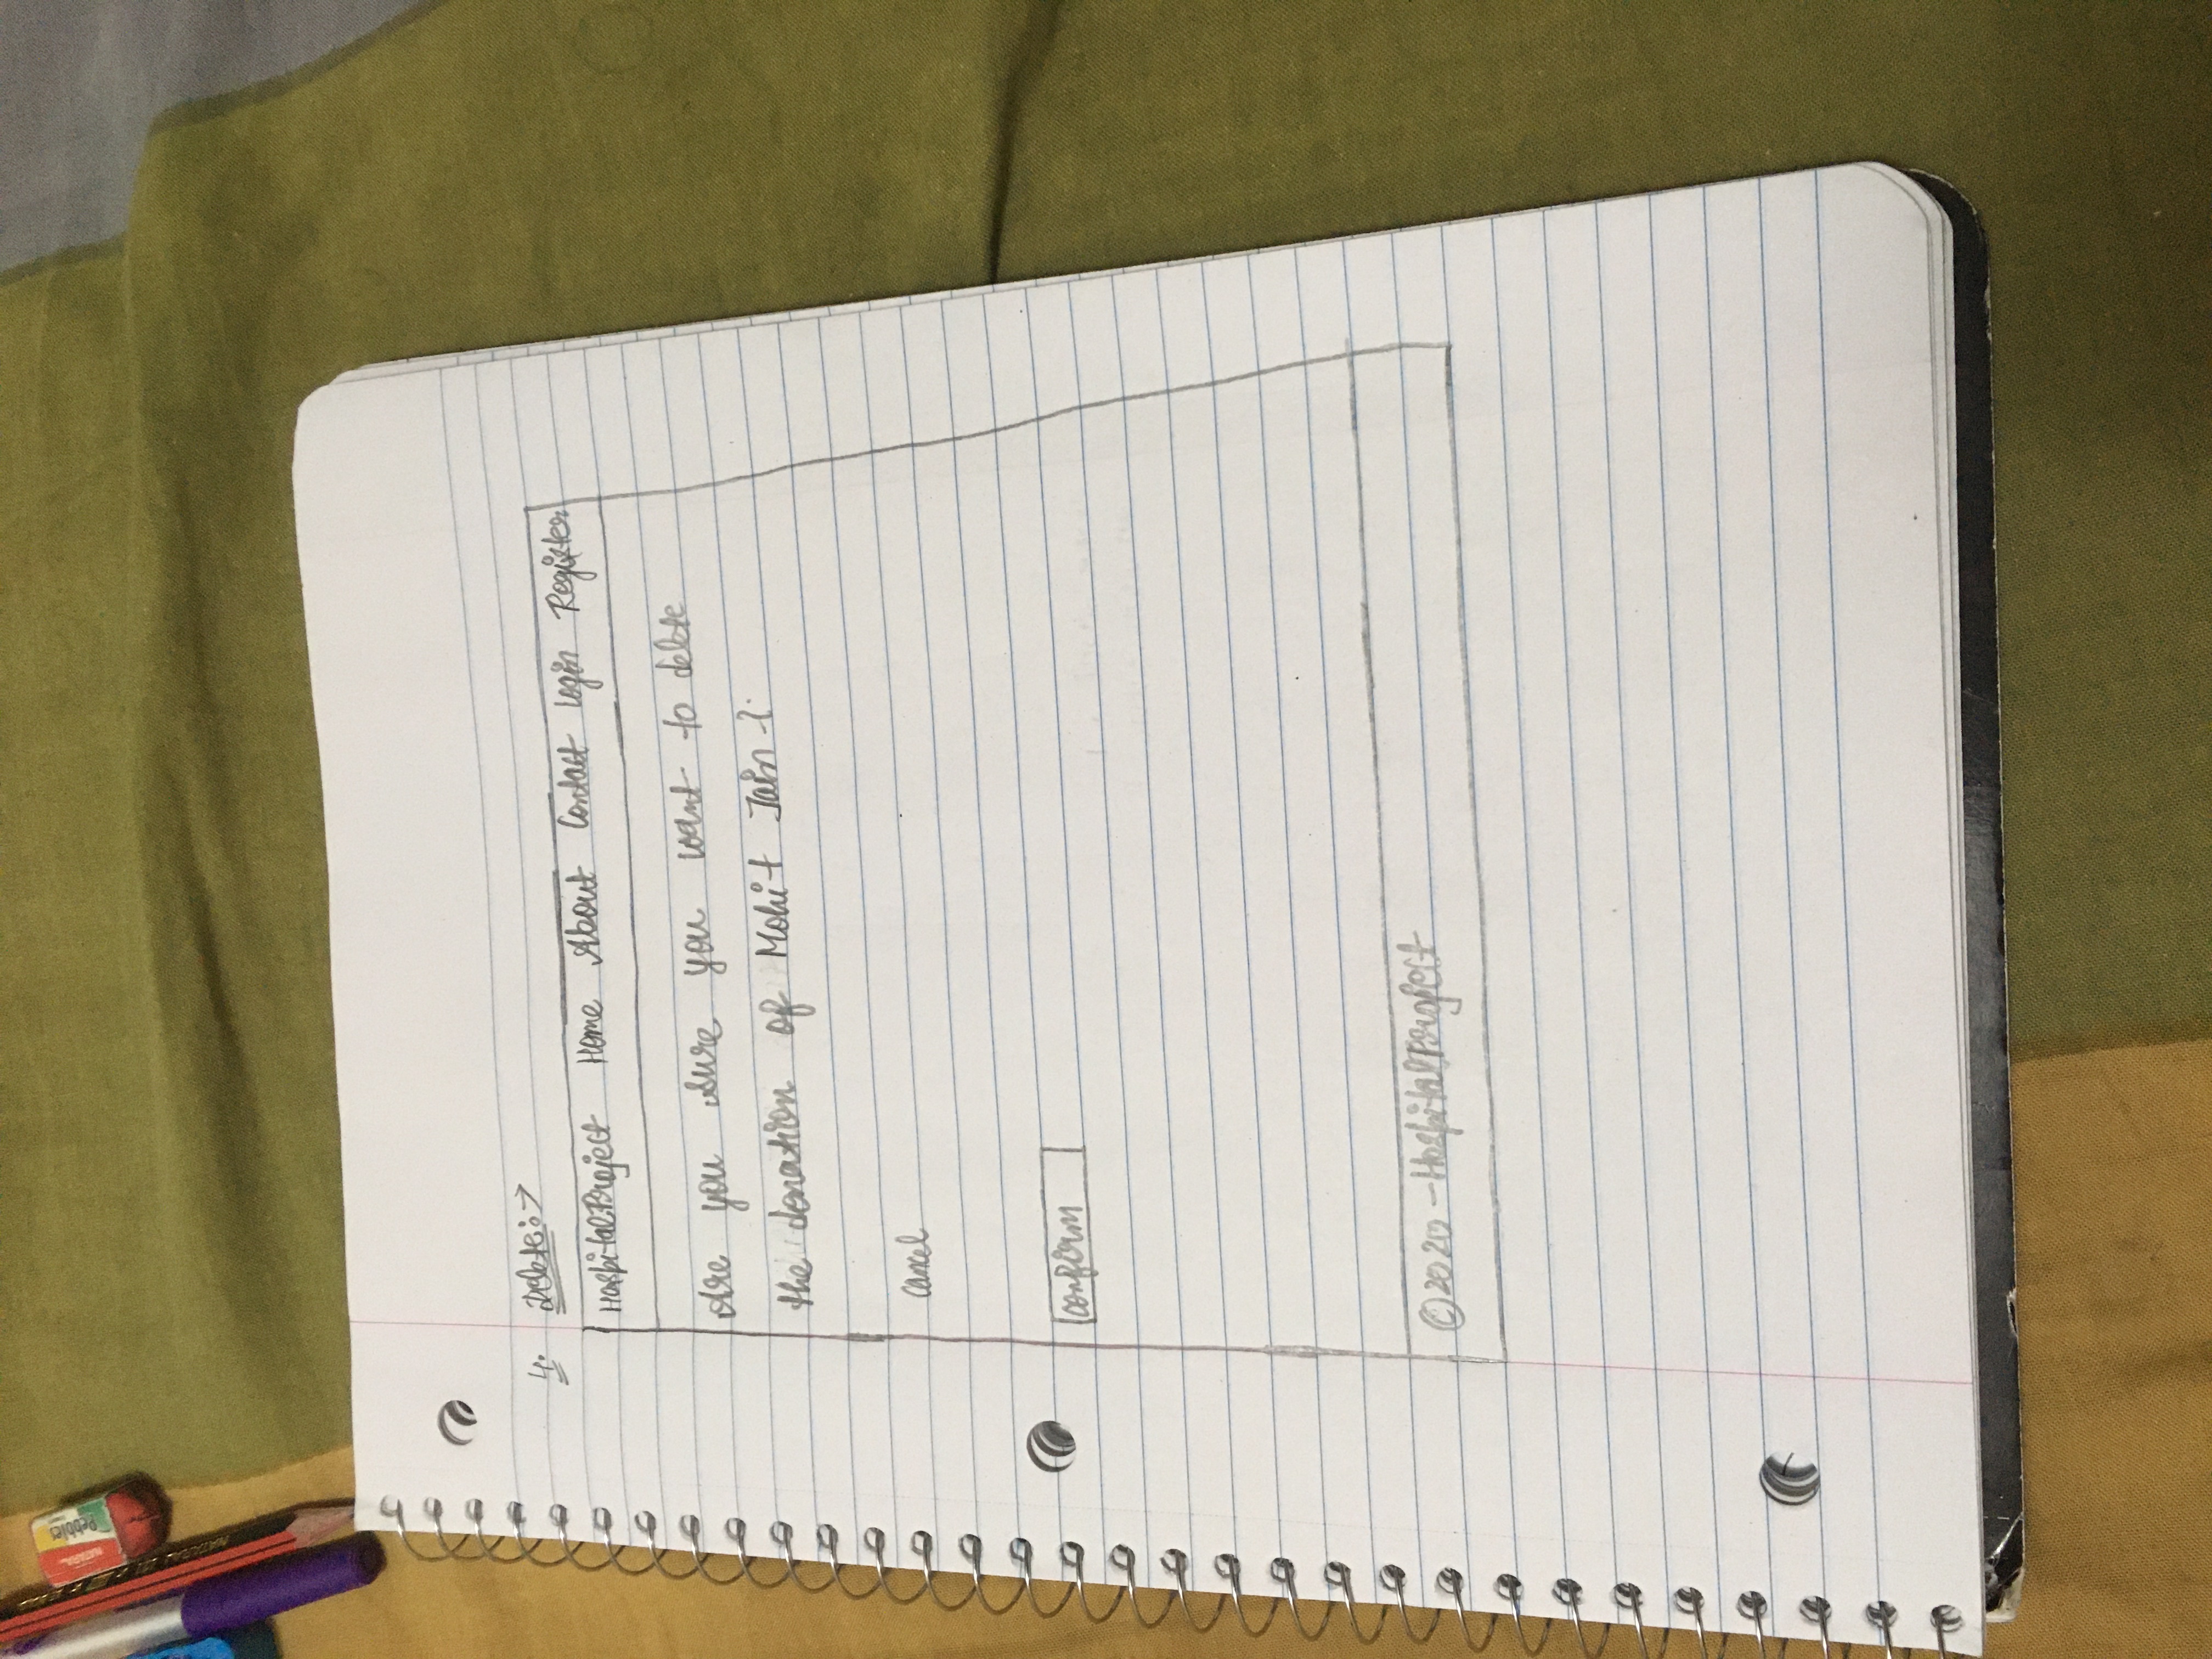 4. Delete:→
HospitalProject Home About Contact Login Register
Are you sure you want to delete
the donation of Mohit Jain ?
Cancel
Confirm
©2020 - HospitalProject
Pebbles